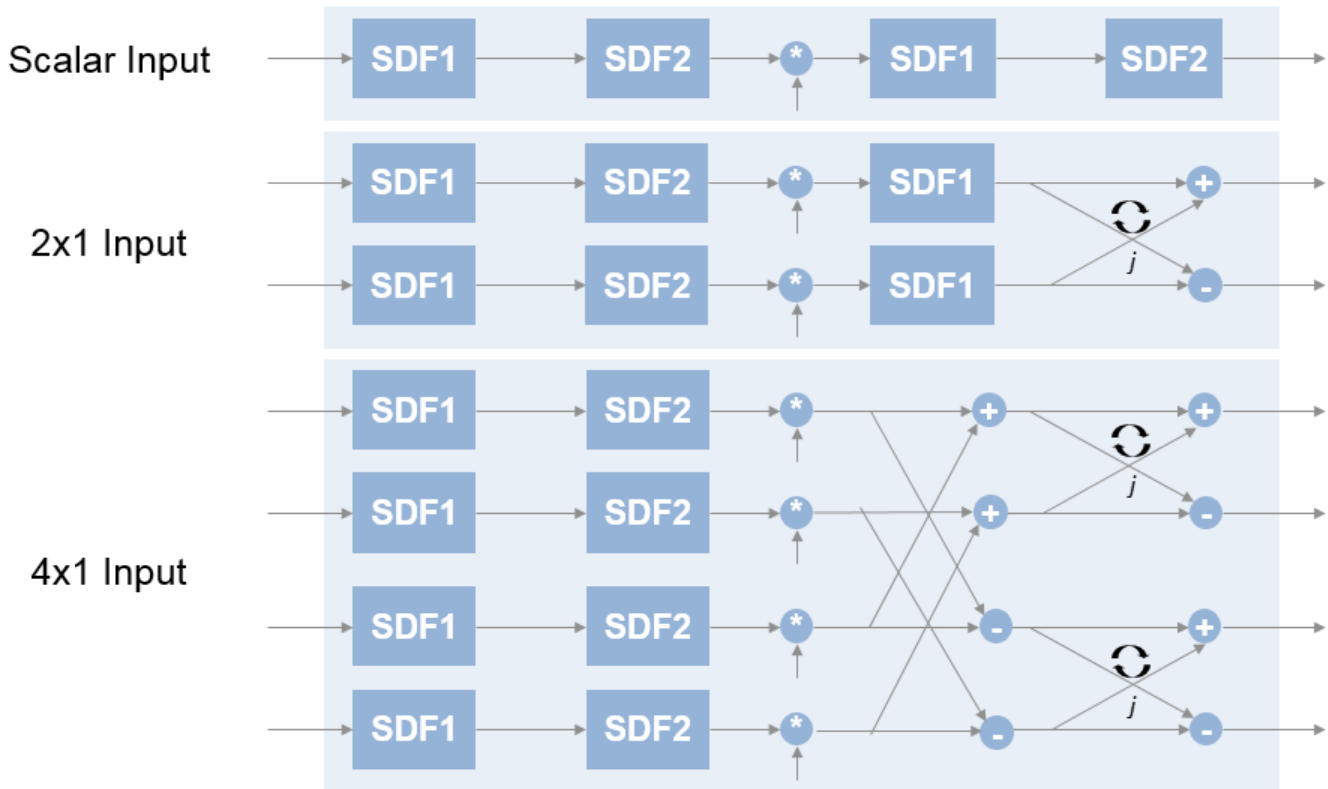 Scalar Input
SDF1 SDF2 * SDF1 SDF2
2x1 Input
SDF1 SDF2 * SDF1 +
j
SDF1 SDF2 * SDF1 -
4x1 Input
SDF1 SDF2 * + +
j
SDF1 SDF2 * + -
SDF1 SDF2 * - +
j
SDF1 SDF2 * - -